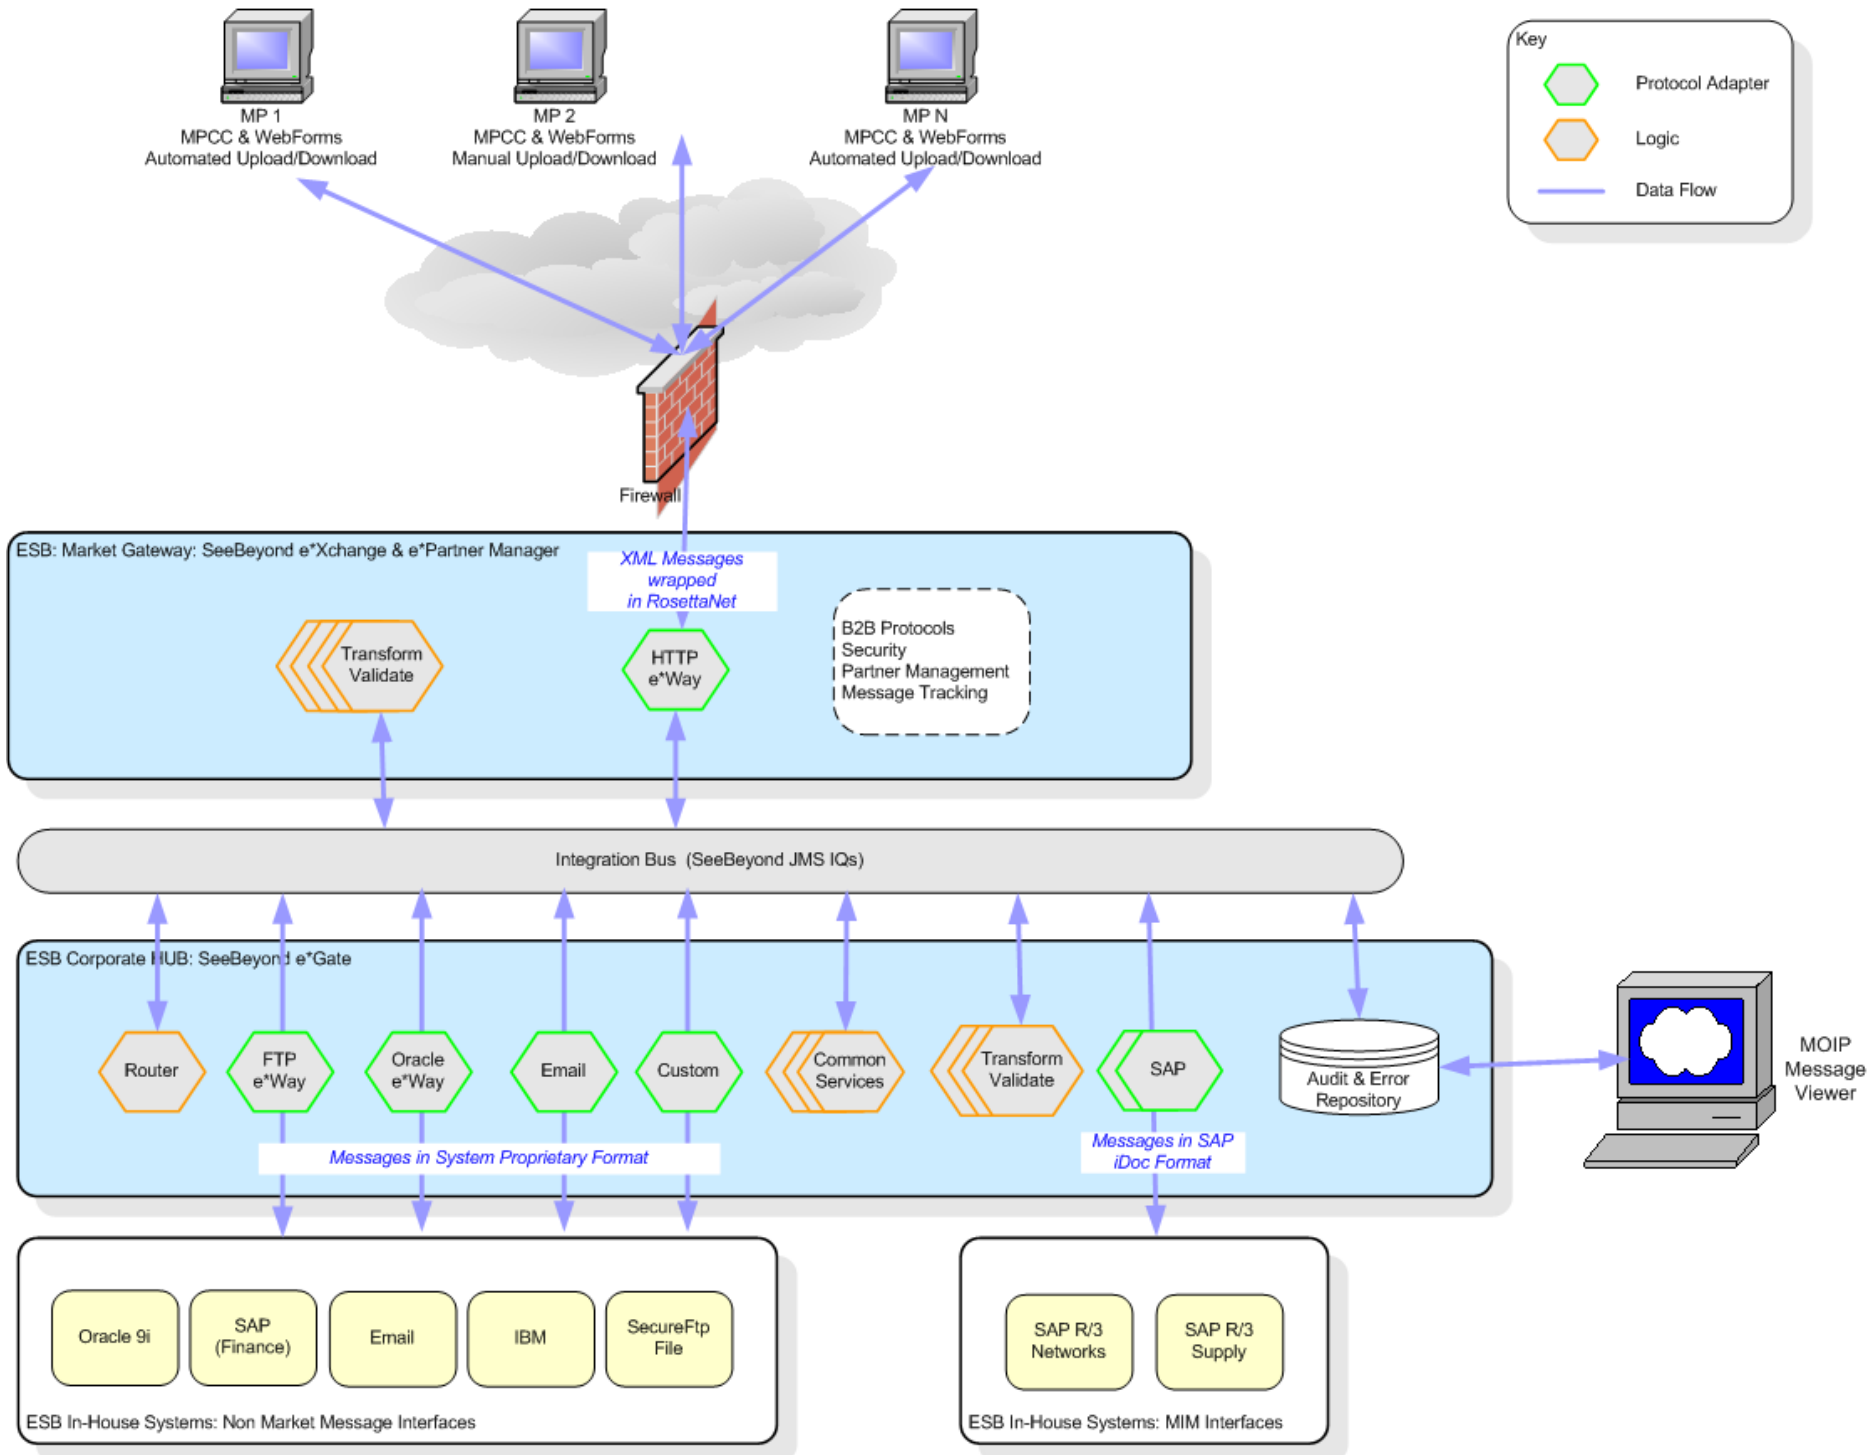 MP 1
MPCC & WebForms
Automated Upload/Download
MP 2
MPCC & WebForms
Manual Upload/Download
MP N
MPCC & WebForms
Automated Upload/Download
Key
Protocol Adapter
Logic
Data Flow
Firewall
ESB: Market Gateway: SeeBeyond e*Xchange & e*Partner Manager
XML Messages
wrapped
in RosettaNet
Transform
Validate
HTTP
e*Way
B2B Protocols
Security
Partner Management
Message Tracking
Integration Bus (SeeBeyond JMS IQs)
ESB Corporate HUB: SeeBeyond e*Gate
Router
FTP
e*Way
Oracle
e*Way
Email
Custom
Common
Services
Transform
Validate
SAP
Audit & Error
Repository
MOIP
Message
Viewer
Messages in System Proprietary Format
Messages in SAP
iDoc Format
Oracle 9i
SAP
(Finance)
Email
IBM
SecureFtp
File
ESB In-House Systems: Non Market Message Interfaces
SAP R/3
Networks
SAP R/3
Supply
ESB In-House Systems: MIM Interfaces